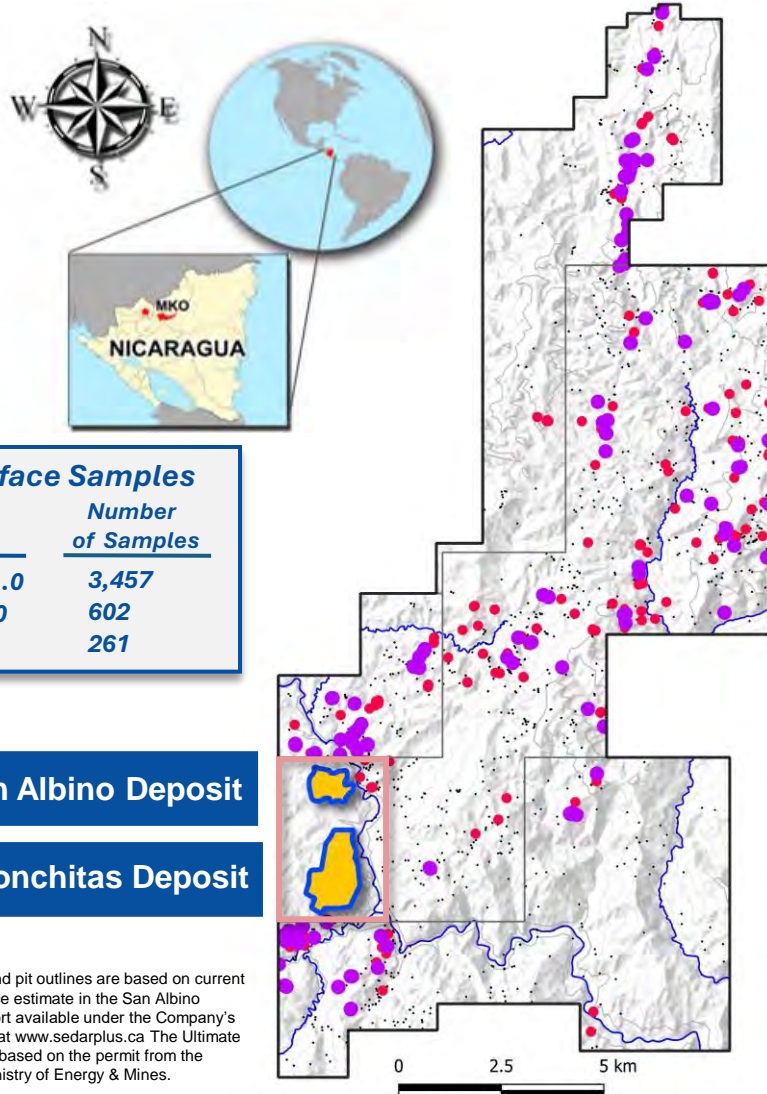 N
W E
S
MKO
NICARAGUA
face Samples
Number
of Samples
.0 3,457
0 602
261
n Albino Deposit
onchitas Deposit
nd pit outlines are based on current
e estimate in the San Albino
rt available under the Company's
at www.sedarplus.ca The Ultimate
based on the permit from the
nistry of Energy & Mines.
0 2.5 5 km